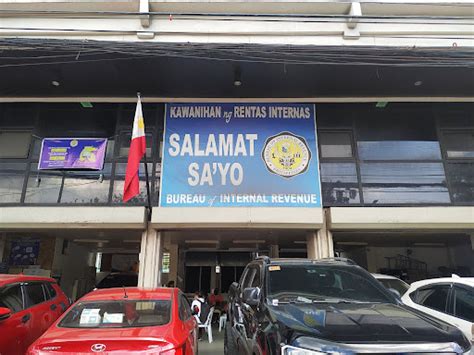 KAWANIHAN ng RENTAS INTERNAS
SALAMAT
SA'YO
BUREAU of INTERNAL REVENUE